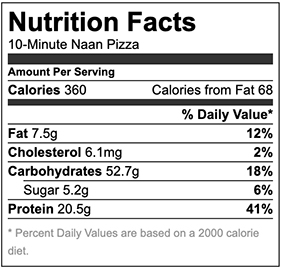 Nutrition Facts
10-Minute Naan Pizza
Amount Per Serving
Calories 360 Calories from Fat 68
% Daily Value*
Fat 7.5g 12%
Cholesterol 6.1mg 2%
Carbohydrates 52.7g 18%
Sugar 5.2g 6%
Protein 20.5g 41%
* Percent Daily Values are based on a 2000 calorie
diet.